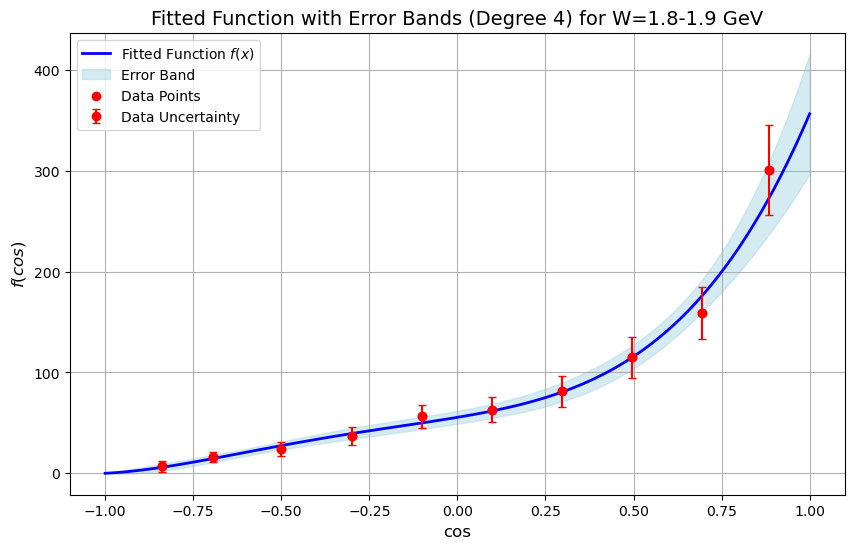 Fitted Function with Error Bands (Degree 4) for W=1.8-1.9 GeV
Fitted Function f(x)
Error Band
Data Points
Data Uncertainty
f(cos)
400
300
200
100
0
−1.00 −0.75 −0.50 −0.25 0.00 0.25 0.50 0.75 1.00
cos